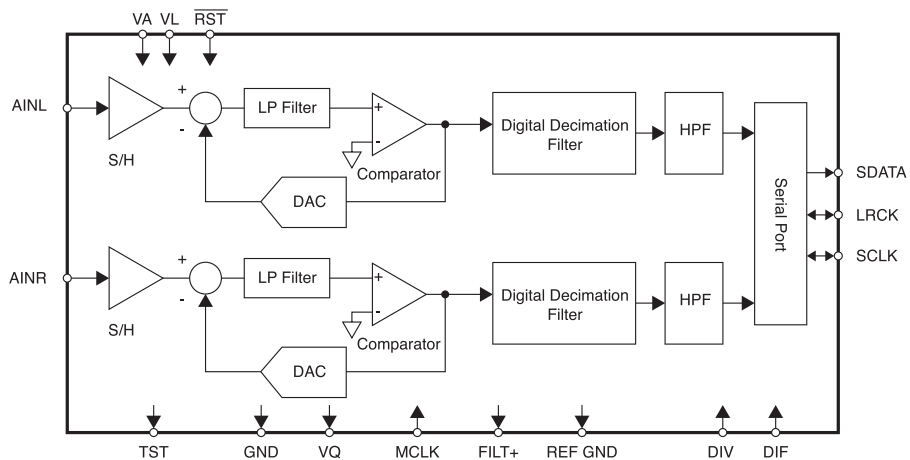 VA VL RST
AINL
+
-
S/H
LP Filter
+
-
Comparator
DAC
Digital Decimation
Filter
HPF
Serial Port
SDATA
LRCK
SCLK
AINR
+
-
S/H
LP Filter
+
-
Comparator
DAC
Digital Decimation
Filter
HPF
TST GND VQ MCLK FILT+ REF GND DIV DIF